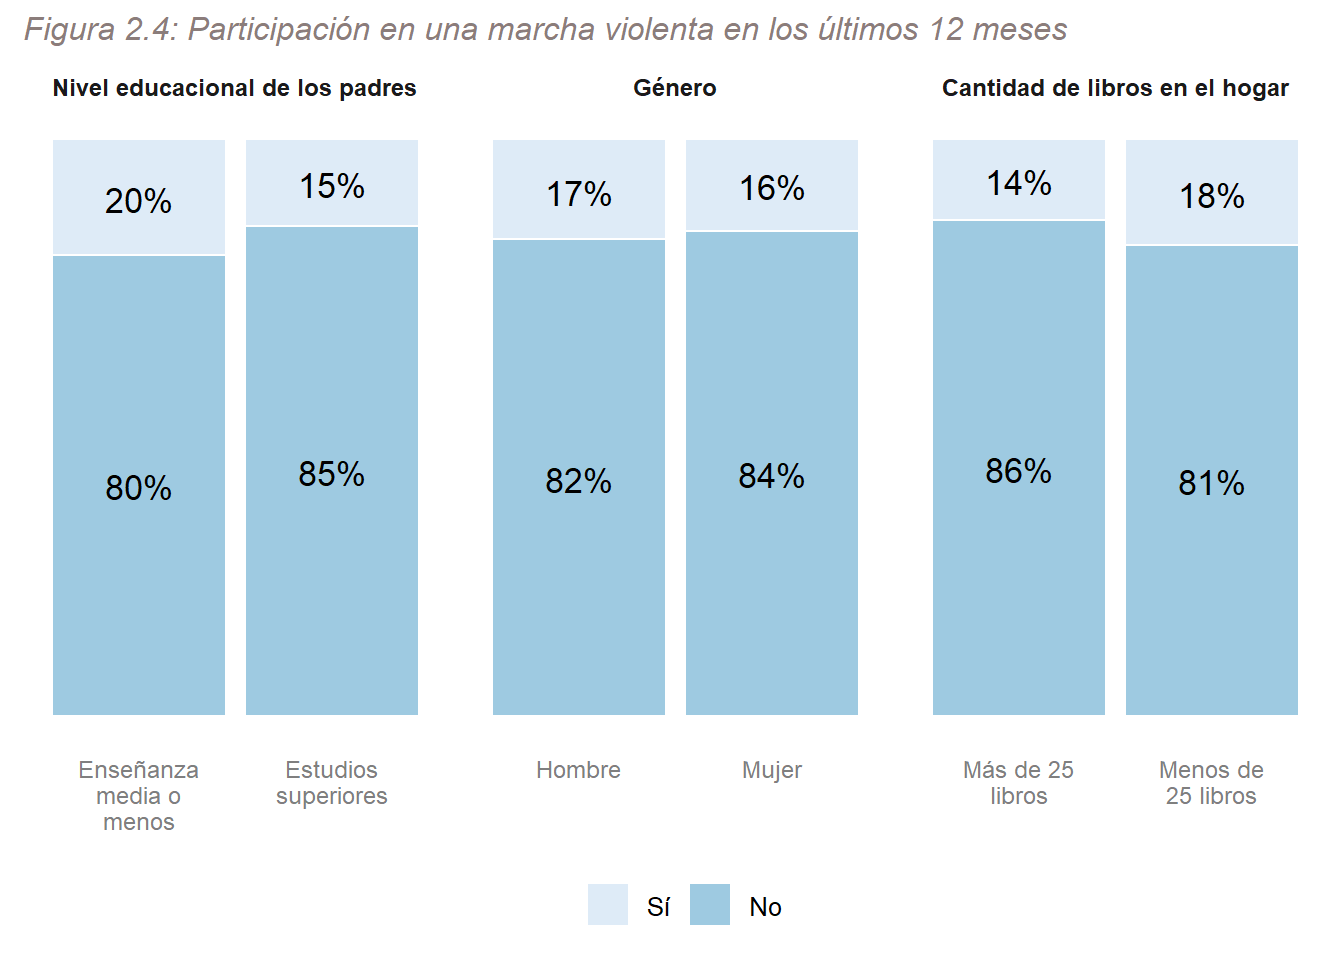 Figura 2.4: Participación en una marcha violenta en los últimos 12 meses
Nivel educacional de los padres
Género
Cantidad de libros en el hogar
20%
15%
17%
16%
14%
18%
80%
85%
82%
84%
86%
81%
Enseñanza
media o
menos
Estudios
superiores
Hombre
Mujer
Más de 25
libros
Menos de
25 libros
Sí
No